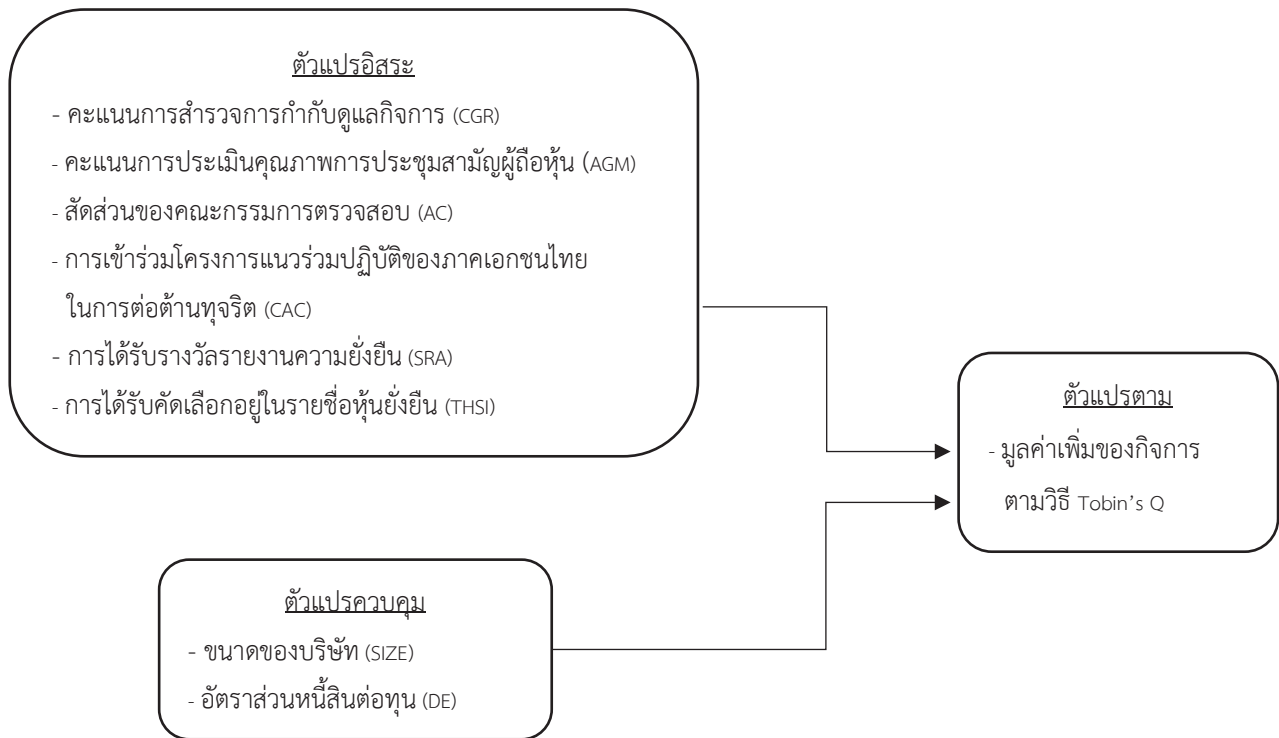 ตัวแปรอิสระ
- คะแนนการสำรวจการกำกับดูแลกิจการ (CGR)
- คะแนนการประเมินคุณภาพการประชุมสามัญผู้ถือหุ้น (AGM)
- สัดส่วนของคณะกรรมการตรวจสอบ (AC)
- การเข้าร่วมโครงการแนวร่วมปฏิบัติของภาคเอกชนไทย
ในการต่อต้านทุจริต (CAC)
- การได้รับรางวัลรายงานความยั่งยืน (SRA)
- การได้รับคัดเลือกอยู่ในรายชื่อหุ้นยั่งยืน (THSI)
ตัวแปรตาม
- มูลค่าเพิ่มของกิจการ
ตามวิธี Tobin’s Q
ตัวแปรควบคุม
- ขนาดของบริษัท (SIZE)
- อัตราส่วนหนี้สินต่อทุน (DE)